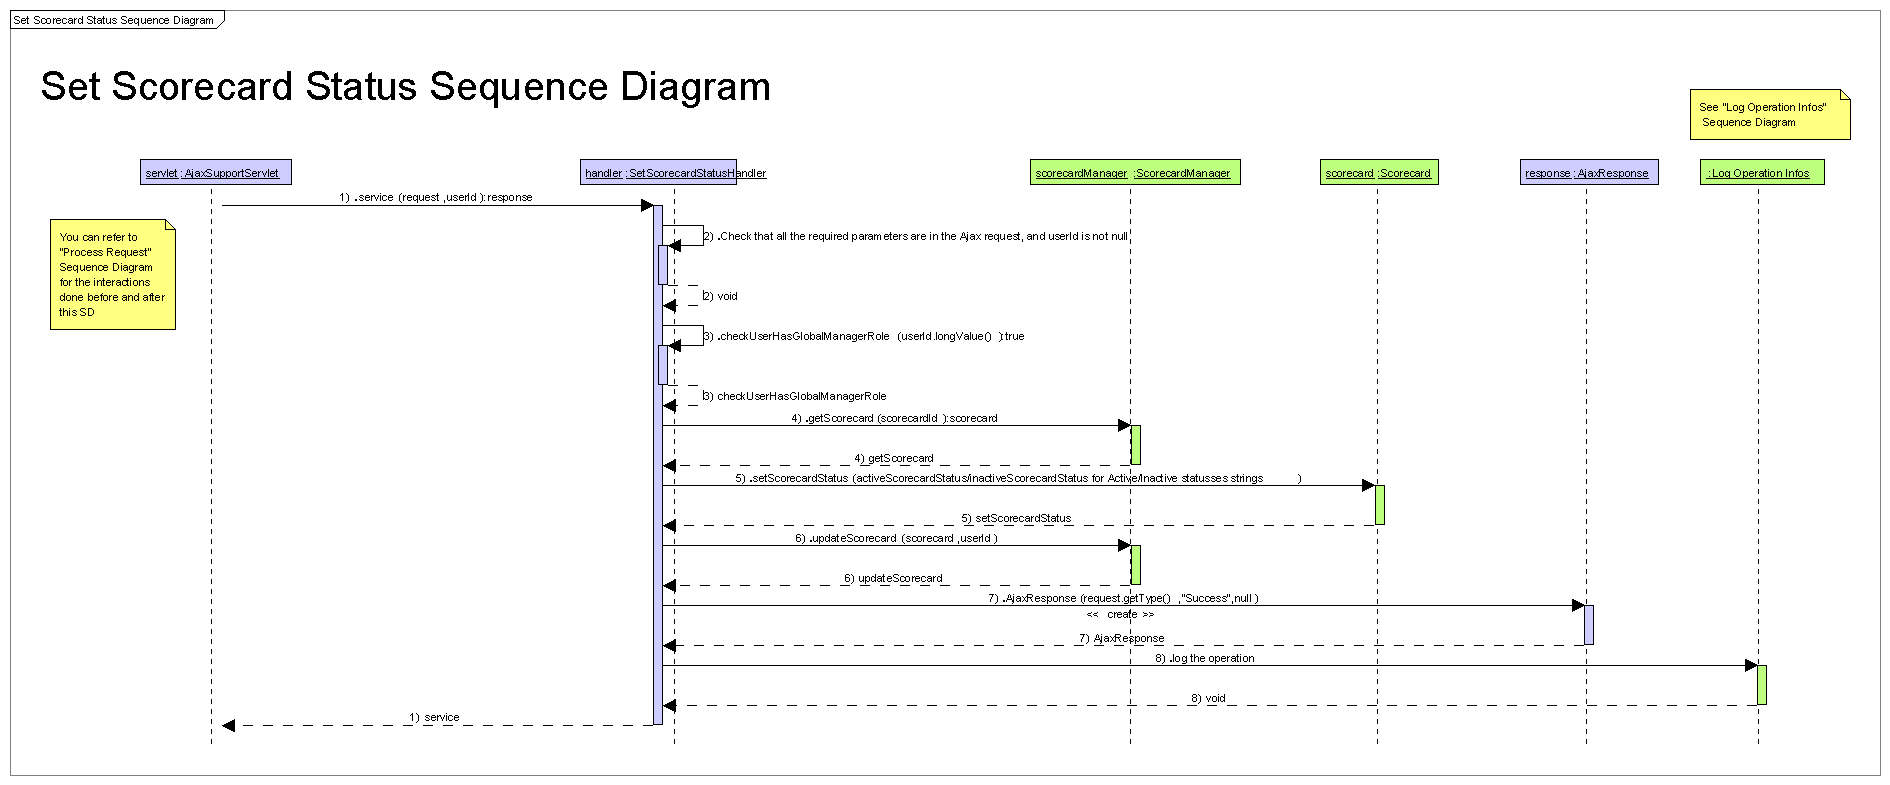 Set Scorecard Status Sequence Diagram
Set Scorecard Status Sequence Diagram
See "Log Operation Infos"
Sequence Diagram
servlet :AjaxSupportServlet
handler :SetScorecardStatusHandler
scorecardManager :ScorecardManager
scorecard :Scorecard
response :AjaxResponse
:Log Operation Infos
1) .service (request ,userId ):response
You can refer to
"Process Request"
Sequence Diagram
for the interactions
done before and after
this SD
2) .Check that all the required parameters are in the Ajax request, and userId is not null
2) void
3) .checkUserHasGlobalManagerRole (userId.longValue() ):true
3) checkUserHasGlobalManagerRole
4) .getScorecard (scorecardId ):scorecard
4) getScorecard
5) .setScorecardStatus (activeScorecardStatus/inactiveScorecardStatus for Active/Inactive statusses strings )
5) setScorecardStatus
6) .updateScorecard (scorecard ,userId )
6) updateScorecard
7) .AjaxResponse (request.getType() ,"Success",null )
<< create >>
7) AjaxResponse
8) .log the operation
8) void
1) service